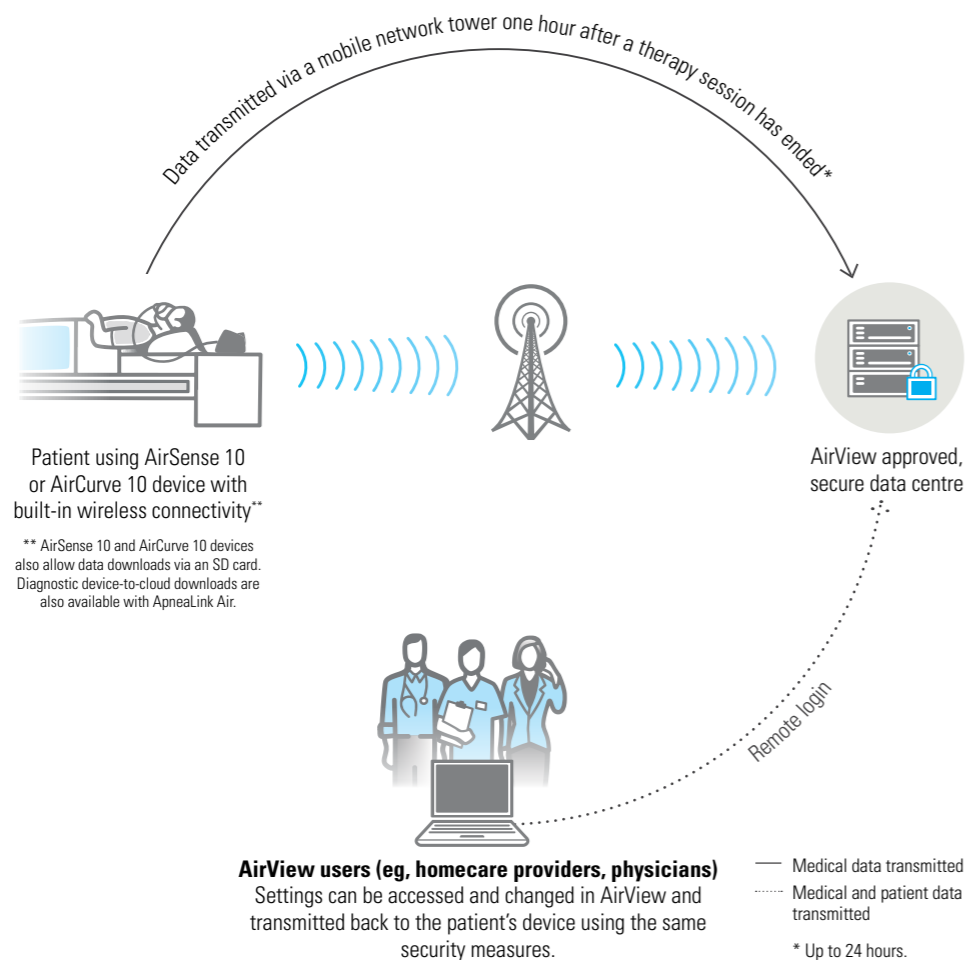 Data transmitted via a mobile network tower one hour after a therapy session has ended*
Patient using AirSense 10
or AirCurve 10 device with
built-in wireless connectivity**
** AirSense 10 and AirCurve 10 devices
also allow data downloads via an SD card.
Diagnostic device-to-cloud downloads are
also available with ApneaLink Air.
AirView approved,
secure data centre
Remote login
AirView users (eg, homecare providers, physicians)
Settings can be accessed and changed in AirView and
transmitted back to the patient's device using the same
security measures.
Medical data transmitted
Medical and patient data
transmitted
* Up to 24 hours.